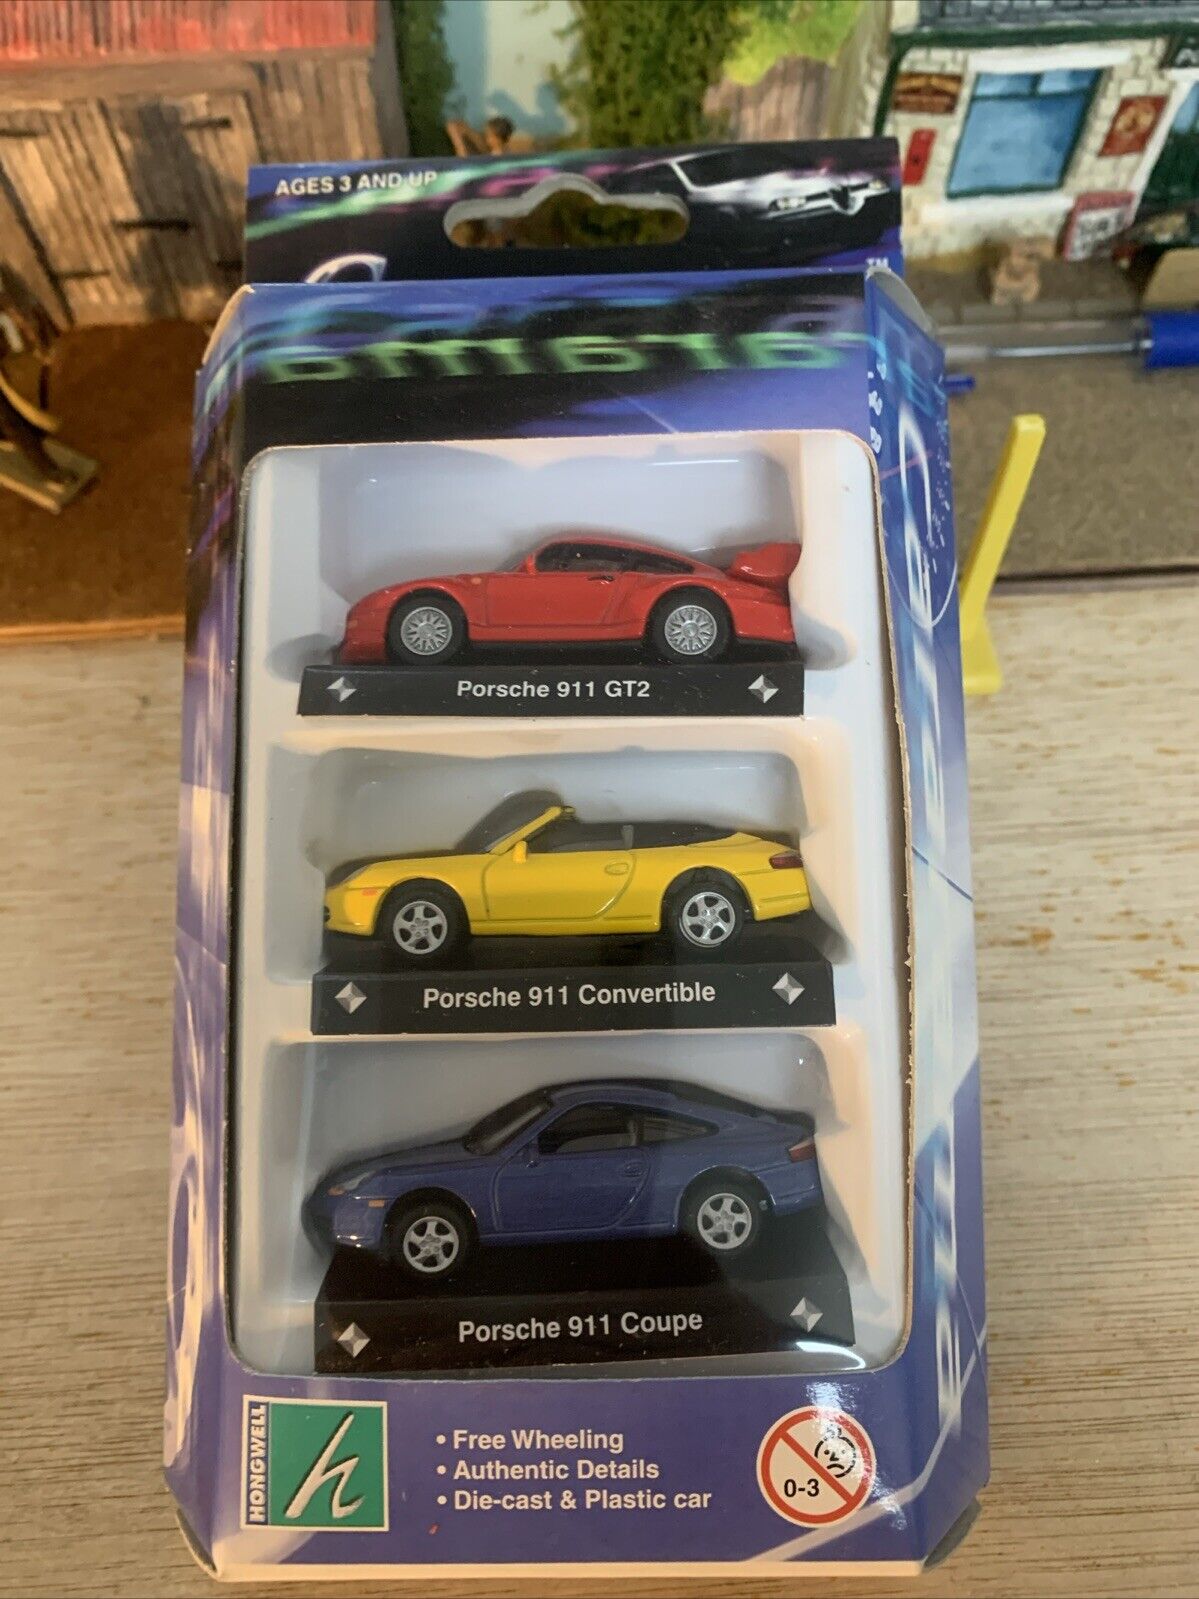 AGES 3 AND UP
TM
Porsche 911 GT2
Porsche 911 Convertible
Porsche 911 Coupe
HONGWELL
h
• Free Wheeling
• Authentic Details
• Die-cast & Plastic car
0-3